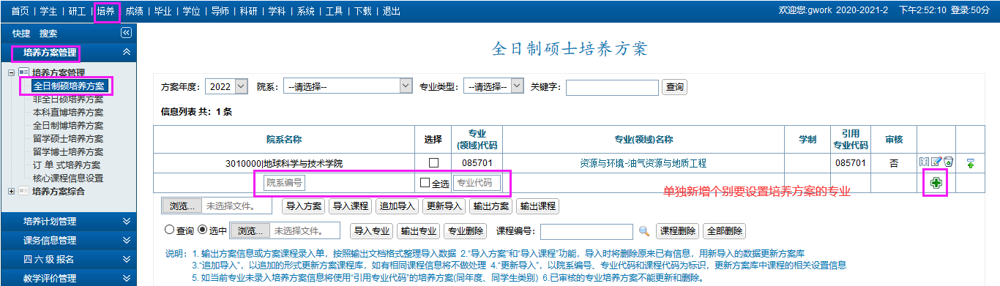 首页 | 学生 | 研工 | 培养 | 成绩 | 毕业 | 学位 | 导师 | 科研 | 学科 | 系统 | 工具 | 下载 | 退出
欢迎您:gwork 2020-2021-2 下午2:52:10 登录:50分
快捷 搜索
培养方案管理
培养方案管理
全日制硕培养方案
非全日硕培养方案
本科直博培养方案
全日制博培养方案
留学硕士培养方案
留学博士培养方案
订 单 式培养方案
核心课程信息设置
培养方案综合
培养计划管理
课务信息管理
四 六 级 报名
教学评价管理
全日制硕士培养方案
方案年度: 2022 院系: --请选择-- 专业类型: --请选择-- 关键字: 查询
信息列表 共：1 条
院系名称 选择 专业(领域)代码 专业(领域)名称 学制 引用专业代码 审核
3010000|地球科学与技术学院 085701 资源与环境-油气资源与地质工程 085701 否
院系编号 全选 专业代码
单独新增个别要设置培养方案的专业
浏览... 未选择文件。 导入方案 导入课程 追加导入 更新导入 输出方案 输出课程
查询 选中 浏览... 未选择文件。 导入专业 输出专业 专业删除 课程编号: 课程删除 全部删除
说明：1. 输出方案信息或方案课程录入单，按照输出文档格式整理导入数据 2.“导入方案”和“导入课程”功能，导入时将删除原来已有信息，用新导入的数据更新方案库
3.“追加导入”，以追加的形式更新方案课程库，如有相同课程信息将不做处理 4.“更新导入”，以院系编号、专业代码和课程代码为标识，更新方案库中课程的相关设置信息
5. 如当前专业未录入培养方案信息将使用“引用专业代码”的培养方案(同年度、同学生类别) 6.已审核的专业培养方案不能更新和删除。